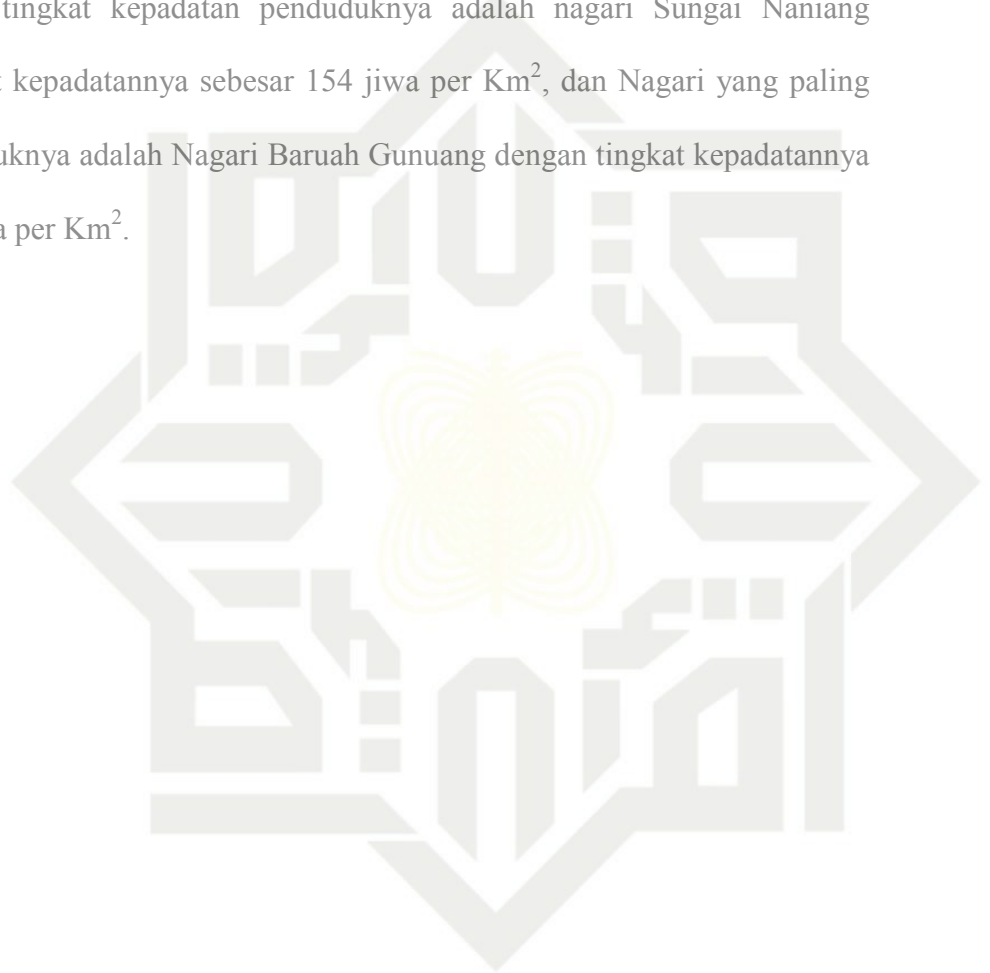 tingkat kepadatan penduduknya adalah nagari Sungai Naniang
kepadatannya sebesar 154 jiwa per Km², dan Nagari yang paling
uknya adalah Nagari Baruah Gunuang dengan tingkat kepadatannya
a per Km².